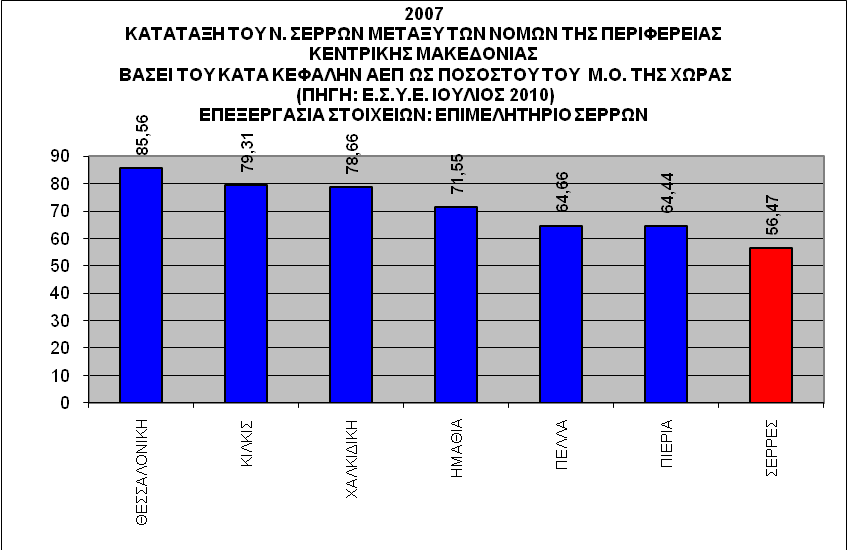 2007
ΚΑΤΑΤΑΞΗ ΤΟΥ Ν. ΣΕΡΡΩΝ ΜΕΤΑΞΥ ΤΩΝ ΝΟΜΩΝ ΤΗΣ ΠΕΡΙΦΕΡΕΙΑΣ
ΚΕΝΤΡΙΚΗΣ ΜΑΚΕΔΟΝΙΑΣ
ΒΑΣΕΙ ΤΟΥ ΚΑΤΑ ΚΕΦΑΛΗΝ ΑΕΠ ΩΣ ΠΟΣΟΣΤΟΥ ΤΟΥ Μ.Ο. ΤΗΣ ΧΩΡΑΣ
(ΠΗΓΗ: Ε.Σ.Υ.Ε. ΙΟΥΛΙΟΣ 2010)
ΕΠΕΞΕΡΓΑΣΙΑ ΣΤΟΙΧΕΙΩΝ: ΕΠΙΜΕΛΗΤΗΡΙΟ ΣΕΡΡΩΝ
85,56
79,31
78,66
71,55
64,66
64,44
56,47
90
80
70
60
50
40
30
20
10
0
ΘΕΣΣΑΛΟΝΙΚΗ
ΚΙΛΚΙΣ
ΧΑΛΚΙΔΙΚΗ
ΗΜΑΘΙΑ
ΠΕΛΛΑ
ΠΙΕΡΙΑ
ΣΕΡΡΕΣ